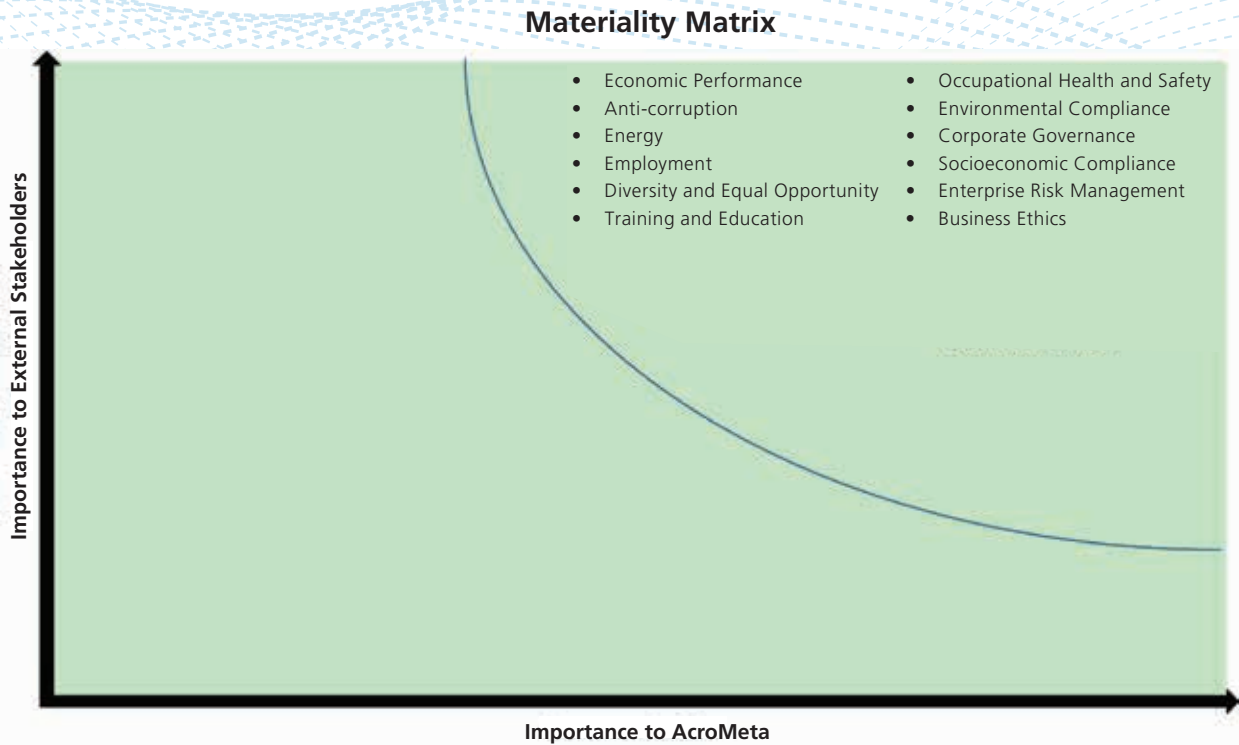 Materiality Matrix
Importance to External Stakeholders
• Economic Performance
• Anti-corruption
• Energy
• Employment
• Diversity and Equal Opportunity
• Training and Education
• Occupational Health and Safety
• Environmental Compliance
• Corporate Governance
• Socioeconomic Compliance
• Enterprise Risk Management
• Business Ethics
Importance to AcroMeta